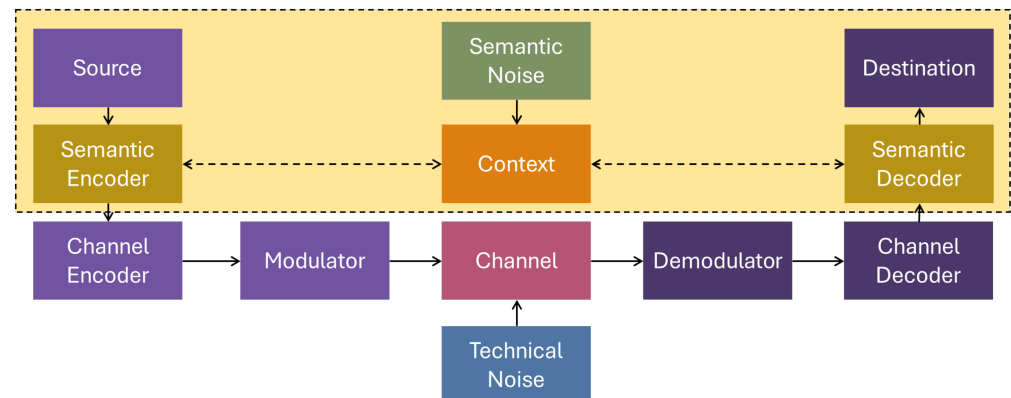 Source
Semantic
Noise
Destination
Semantic
Encoder
Context
Semantic
Decoder
Channel
Encoder
Modulator
Channel
Demodulator
Channel
Decoder
Technical
Noise